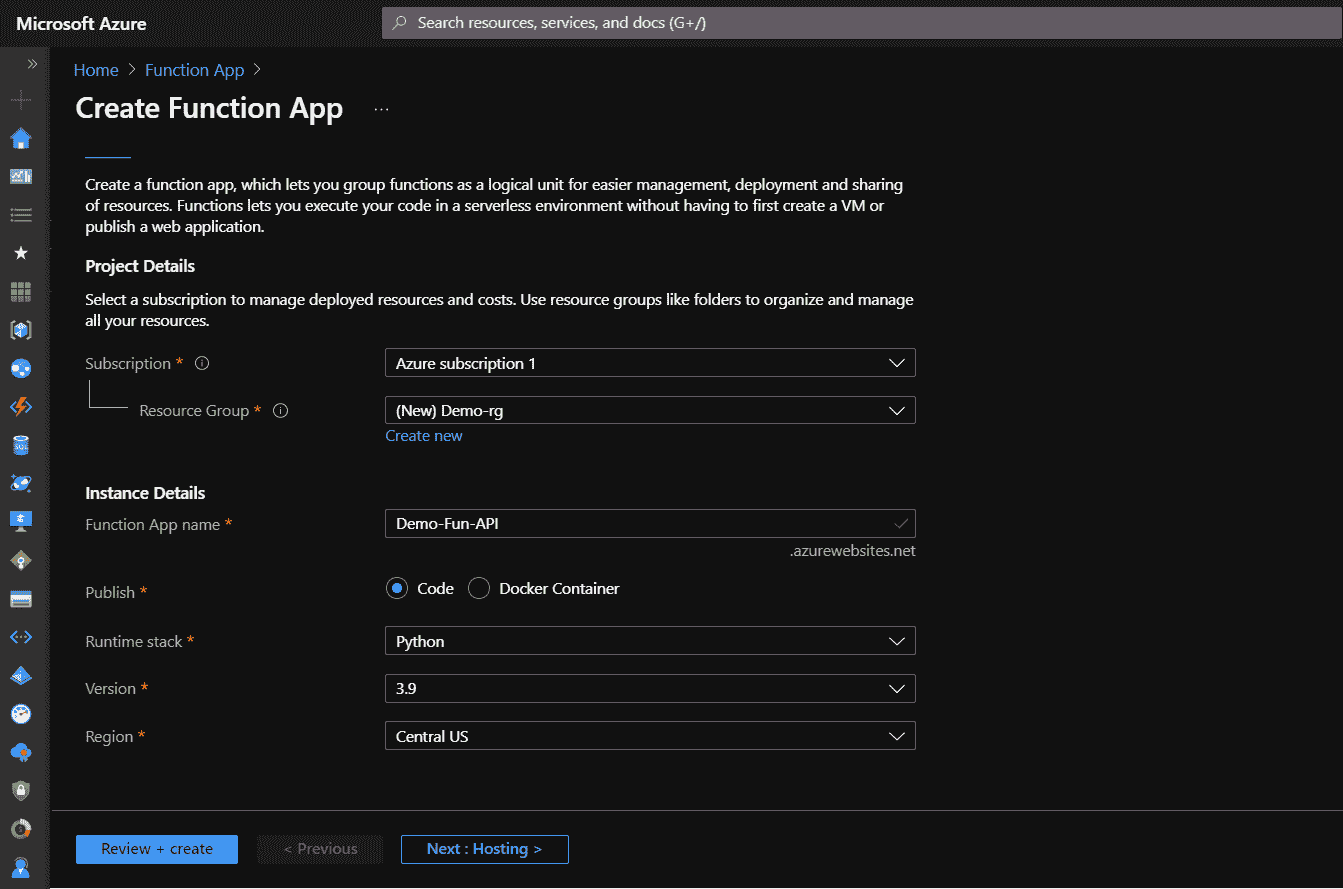 Microsoft Azure
Search resources, services, and docs (G+/)
Home > Function App >
Create Function App ...
Create a function app, which lets you group functions as a logical unit for easier management, deployment and sharing
of resources. Functions lets you execute your code in a serverless environment without having to first create a VM or
publish a web application.
Project Details
Select a subscription to manage deployed resources and costs. Use resource groups like folders to organize and manage
all your resources.
Subscription * Azure subscription 1
Resource Group * (New) Demo-rg
Create new
Instance Details
Function App name * Demo-Fun-API
.azurewebsites.net
Publish * Code Docker Container
Runtime stack * Python
Version * 3.9
Region * Central US
Review + create < Previous Next : Hosting >